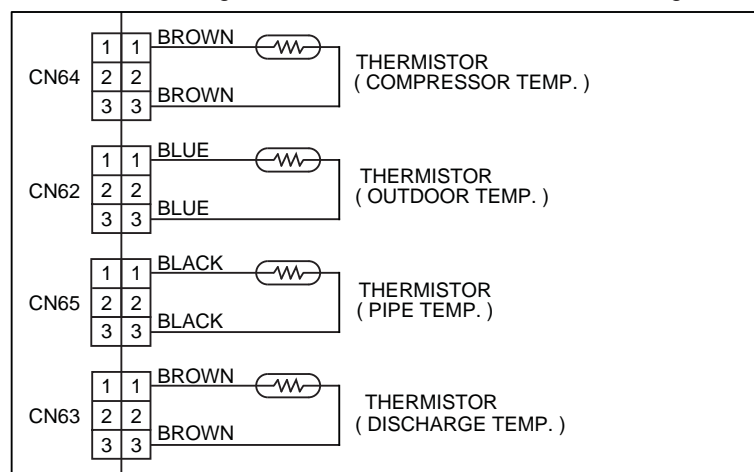 1 1 BROWN
THERMISTOR
CN64 2 2 ( COMPRESSOR TEMP. )
3 3 BROWN
1 1 BLUE
THERMISTOR
CN62 2 2 ( OUTDOOR TEMP. )
3 3 BLUE
1 1 BLACK
THERMISTOR
CN65 2 2 ( PIPE TEMP. )
3 3 BLACK
1 1 BROWN
THERMISTOR
CN63 2 2 ( DISCHARGE TEMP. )
3 3 BROWN